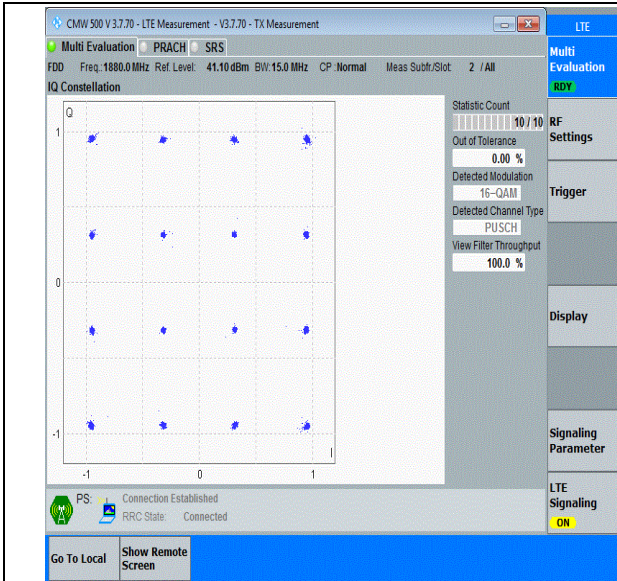 CMW 500 V 3.7.70 - LTE Measurement - V3.7.70 - TX Measurement
LTE
Multi Evaluation PRACH SRS
FDD Freq.:1880.0 MHz Ref. Level: 41.10 dBm BW:15.0 MHz CP :Normal Meas Subfr./Slot: 2 / All
IQ Constellation
Q
1
0
-1
I
-1 0 1
Statistic Count
10 / 10
Out of Tolerance
0.00 %
Detected Modulation
16-QAM
Detected Channel Type
PUSCH
View Filter Throughput
100.0 %
Multi
Evaluation
RDY
RF
Settings
Trigger
Display
Signaling
Parameter
LTE
Signaling
ON
PS: Connection Established
RRC State: Connected
Go To Local
Show Remote
Screen